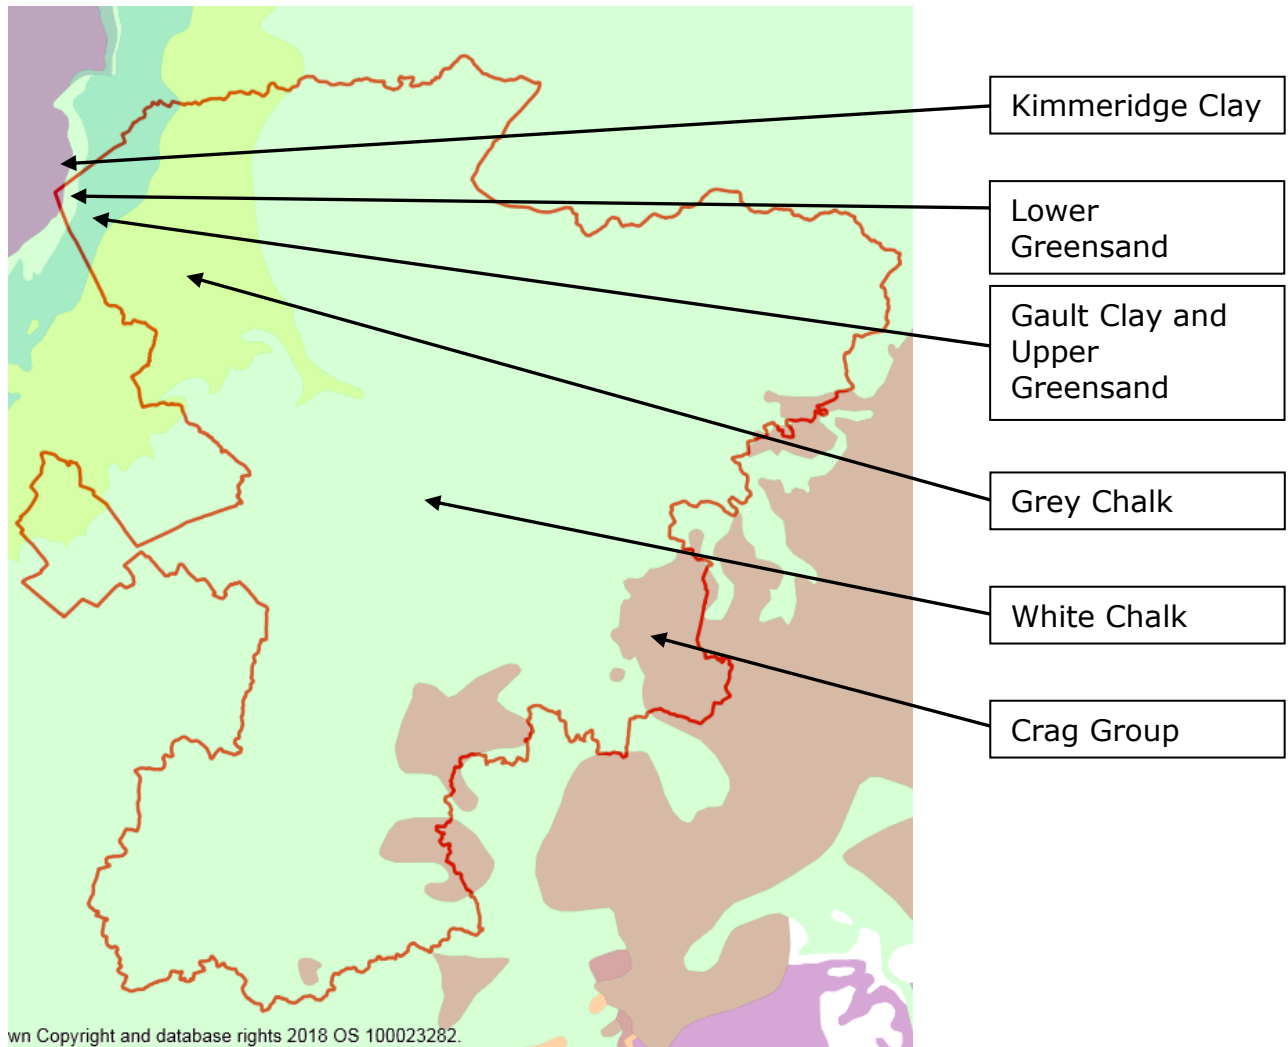 Kimmeridge Clay
Lower
Greensand
Gault Clay and
Upper
Greensand
Grey Chalk
White Chalk
Crag Group
wn Copyright and database rights 2018 OS 100023282.